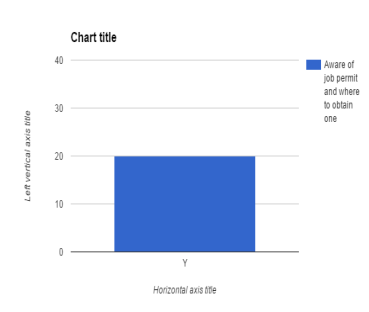 Chart title
40
30
20
10
0
Left vertical axis title
Y
Horizontal axis title
Aware of
job permit
and where
to obtain
one